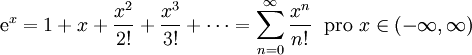 e^x = 1 + x + x^2/2! + x^3/3! + ··· = ∑_{n=0}^{∞} x^n/n! pro x ∈ (−∞, ∞)